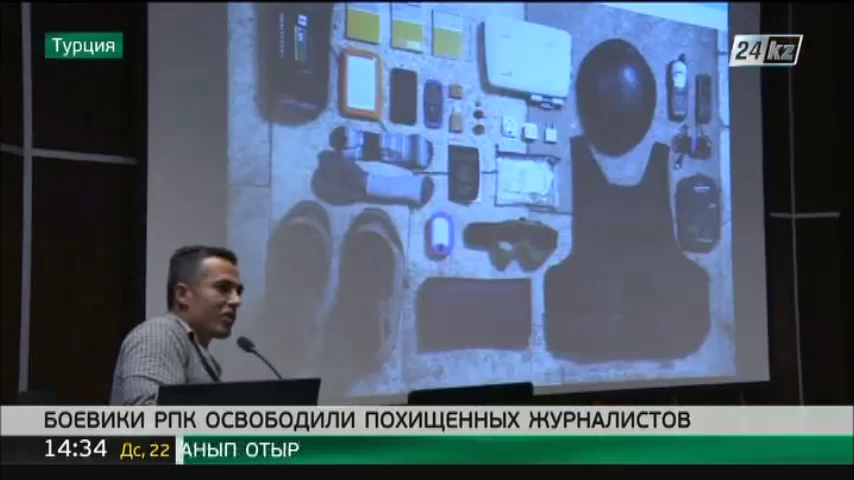 Турция
24kz
БОЕВИКИ РПК ОСВОБОДИЛИ ПОХИЩЕННЫХ ЖУРНАЛИСТОВ
14:34 Дс, 22 АНЫП ОТЫР